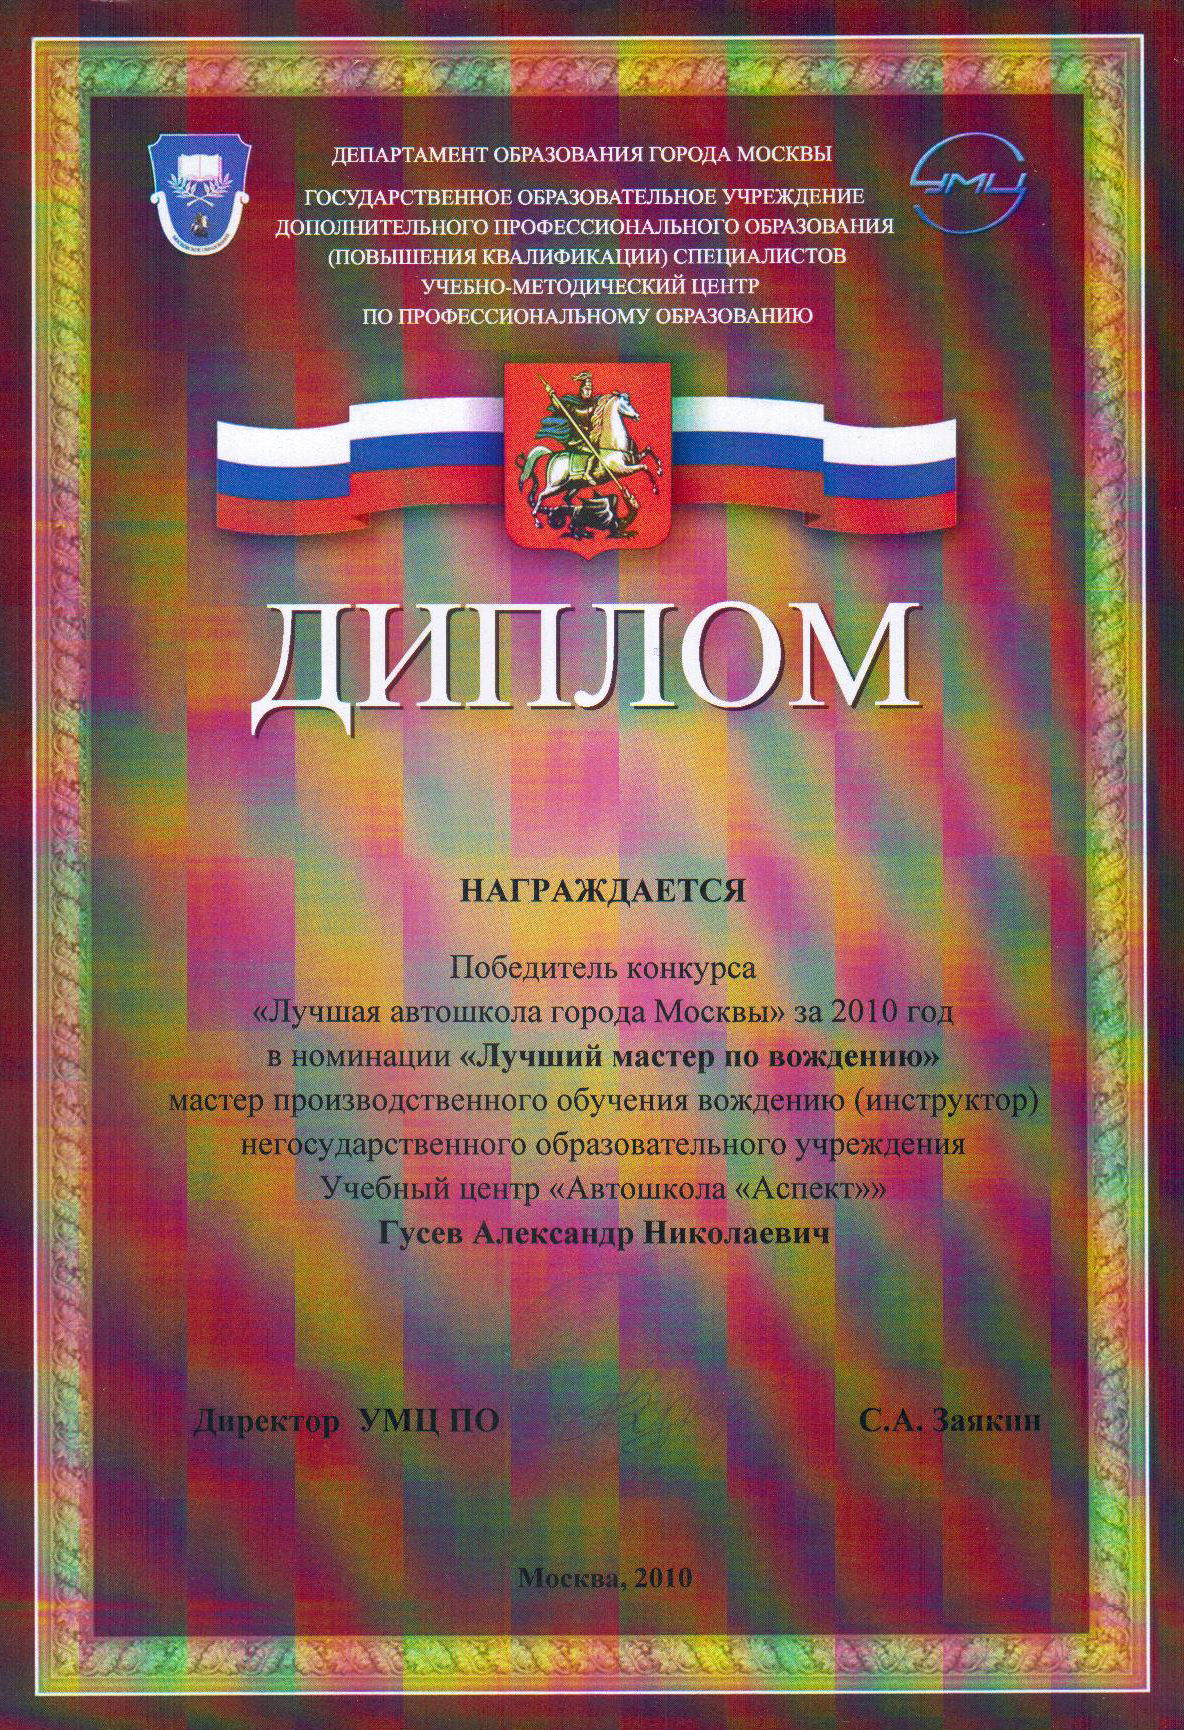 ДЕПАРТАМЕНТ ОБРАЗОВАНИЯ ГОРОДА МОСКВЫ
ГОСУДАРСТВЕННОЕ ОБРАЗОВАТЕЛЬНОЕ УЧРЕЖДЕНИЕ
ДОПОЛНИТЕЛЬНОГО ПРОФЕССИОНАЛЬНОГО ОБРАЗОВАНИЯ
(ПОВЫШЕНИЯ КВАЛИФИКАЦИИ) СПЕЦИАЛИСТОВ
УЧЕБНО-МЕТОДИЧЕСКИЙ ЦЕНТР
ПО ПРОФЕССИОНАЛЬНОМУ ОБРАЗОВАНИЮ
УМЦ
ДИПЛОМ
НАГРАЖДАЕТСЯ
Победитель конкурса
«Лучшая автошкола города Москвы» за 2010 год
в номинации «Лучший мастер по вождению»
мастер производственного обучения вождению (инструктор)
негосударственного образовательного учреждения
Учебный центр «Автошкола «Аспект»»
Гусев Александр Николаевич
Директор УМЦ ПО
С.А. Заякин
Москва, 2010